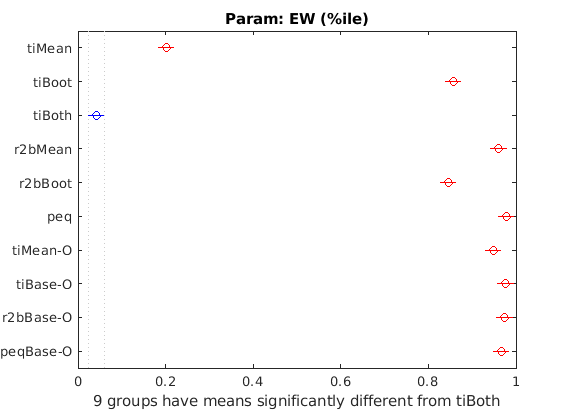 Param: EW (%ile)
tiMean
tiBoot
tiBoth
r2bMean
r2bBoot
peq
tiMean-O
tiBase-O
r2bBase-O
peqBase-O
0 0.2 0.4 0.6 0.8 1
9 groups have means significantly different from tiBoth